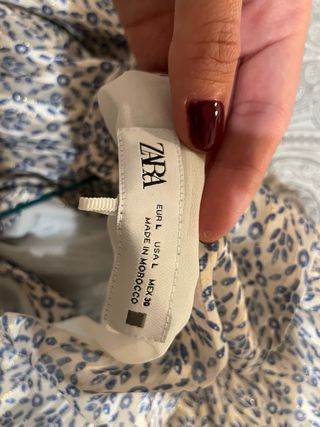 ZARA
EUR L USA L MEX 30
MADE IN MOROCCO